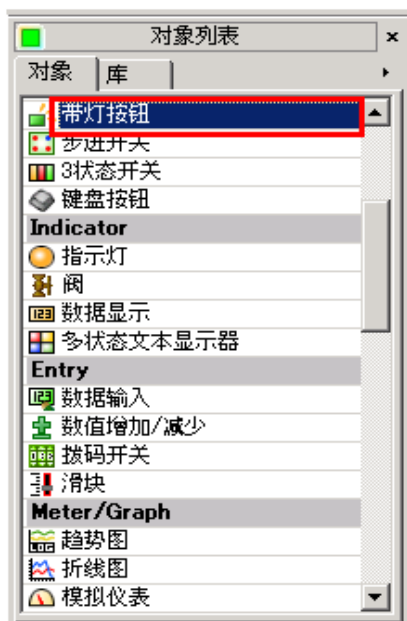 对象列表
对象 库
带灯按钮
步进开关
3状态开关
键盘按钮
Indicator
指示灯
阀
数据显示
多状态文本显示器
Entry
数据输入
数值增加/减少
拨码开关
滑块
Meter/Graph
趋势图
折线图
模拟仪表